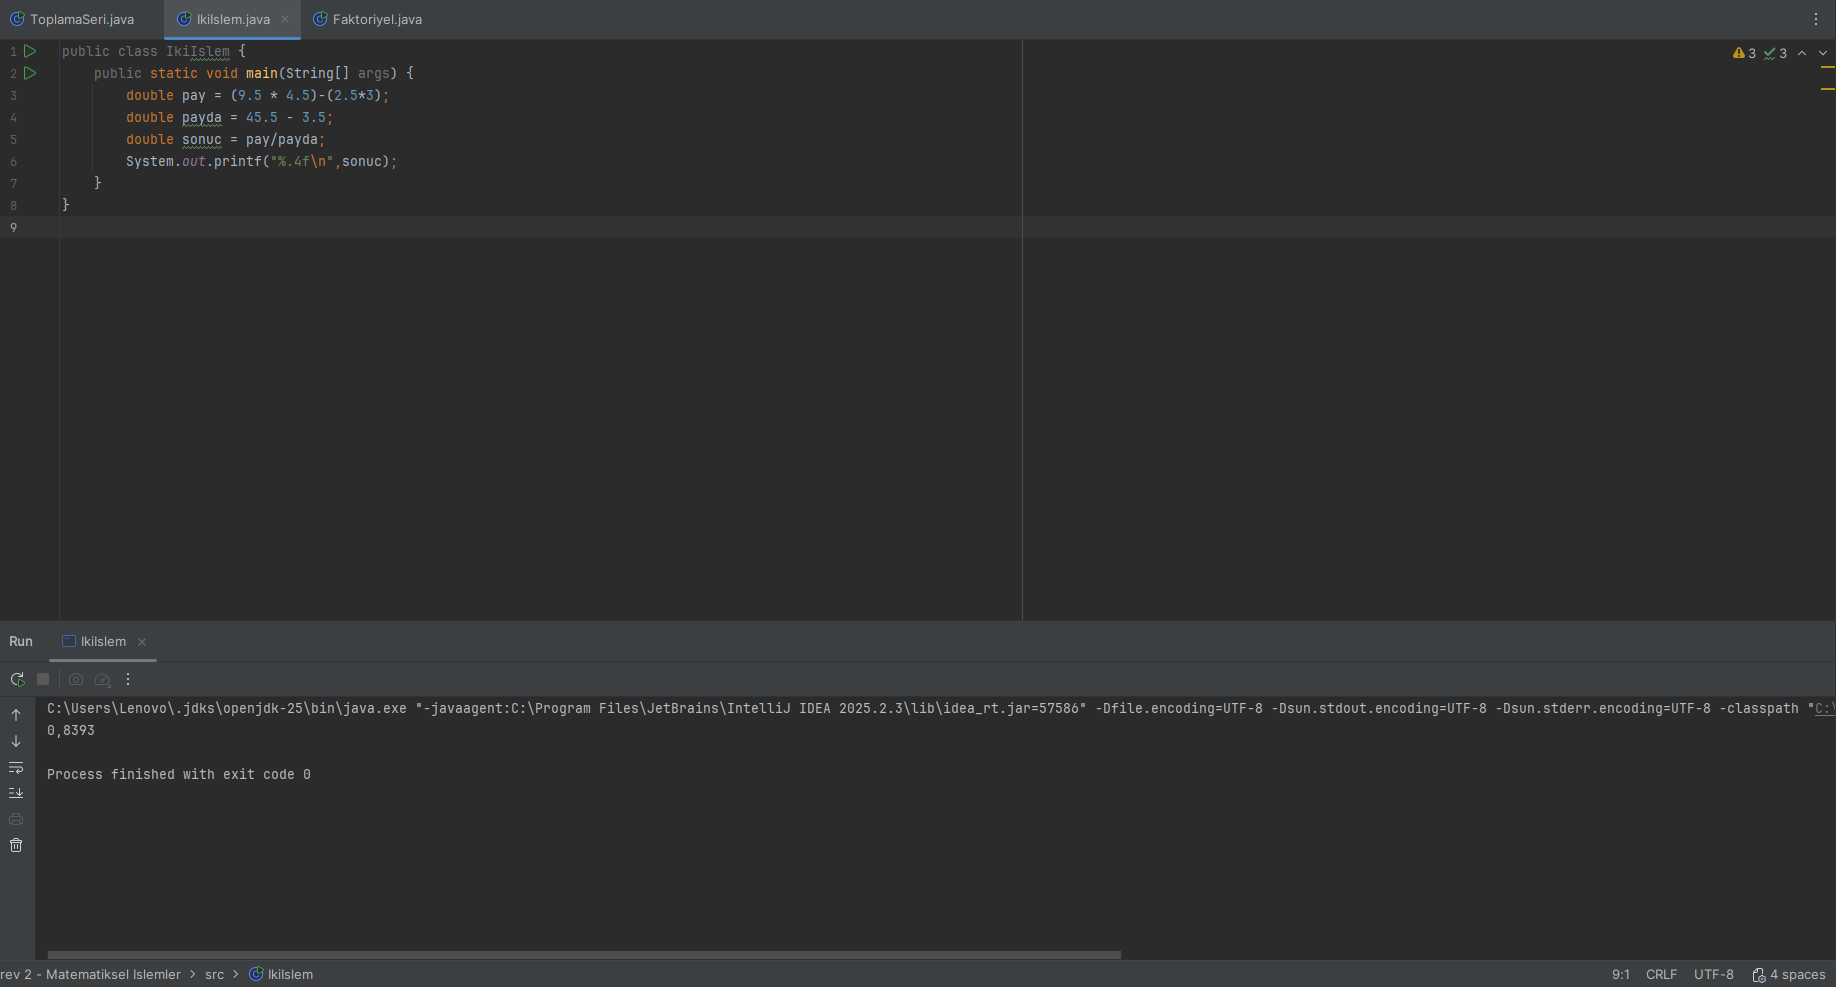 ToplamaSeri.java IkiIslem.java Faktoriyel.java
3 3
1 public class IkiIslem {
2 public static void main(String[] args) {
3 double pay = (9.5 * 4.5)-(2.5*3);
4 double payda = 45.5 - 3.5;
5 double sonuc = pay/payda;
6 System.out.printf("%.4f\n",sonuc);
7 }
8 }
9
Run IkiIslem
C:\Users\Lenovo\.jdks\openjdk-25\bin\java.exe "-javaagent:C:\Program Files\JetBrains\IntelliJ IDEA 2025.2.3\lib\idea_rt.jar=57586" -Dfile.encoding=UTF-8 -Dsun.stdout.encoding=UTF-8 -Dsun.stderr.encoding=UTF-8 -classpath "C:\
0,8393
Process finished with exit code 0
rev 2 - Matematiksel Islemler > src > IkiIslem 9:1 CRLF UTF-8 4 spaces